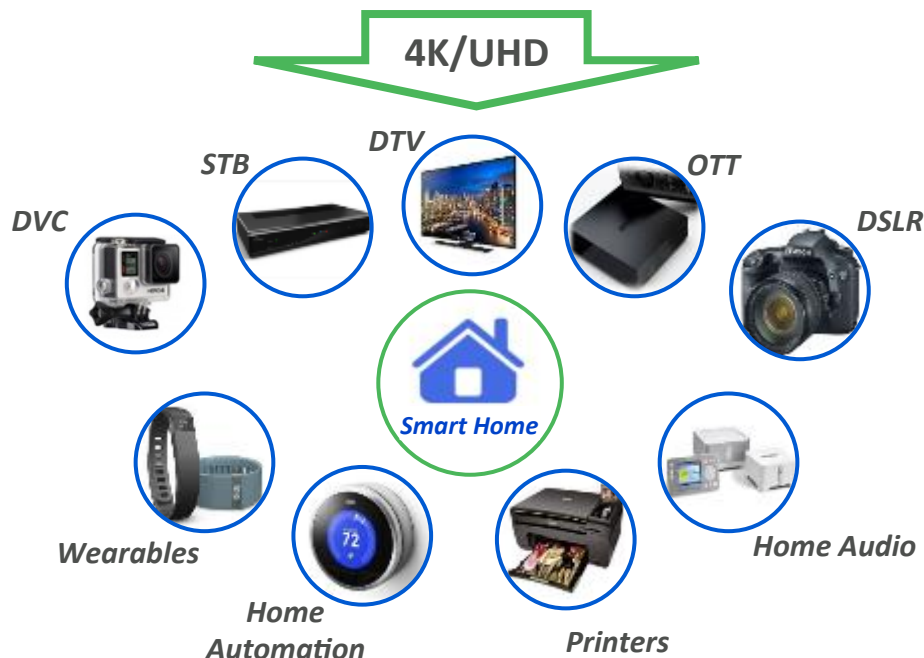 4K/UHD
DTV
STB
OTT
DVC
DSLR
Smart Home
72
Wearables
Home Audio
Home
Automation
Printers